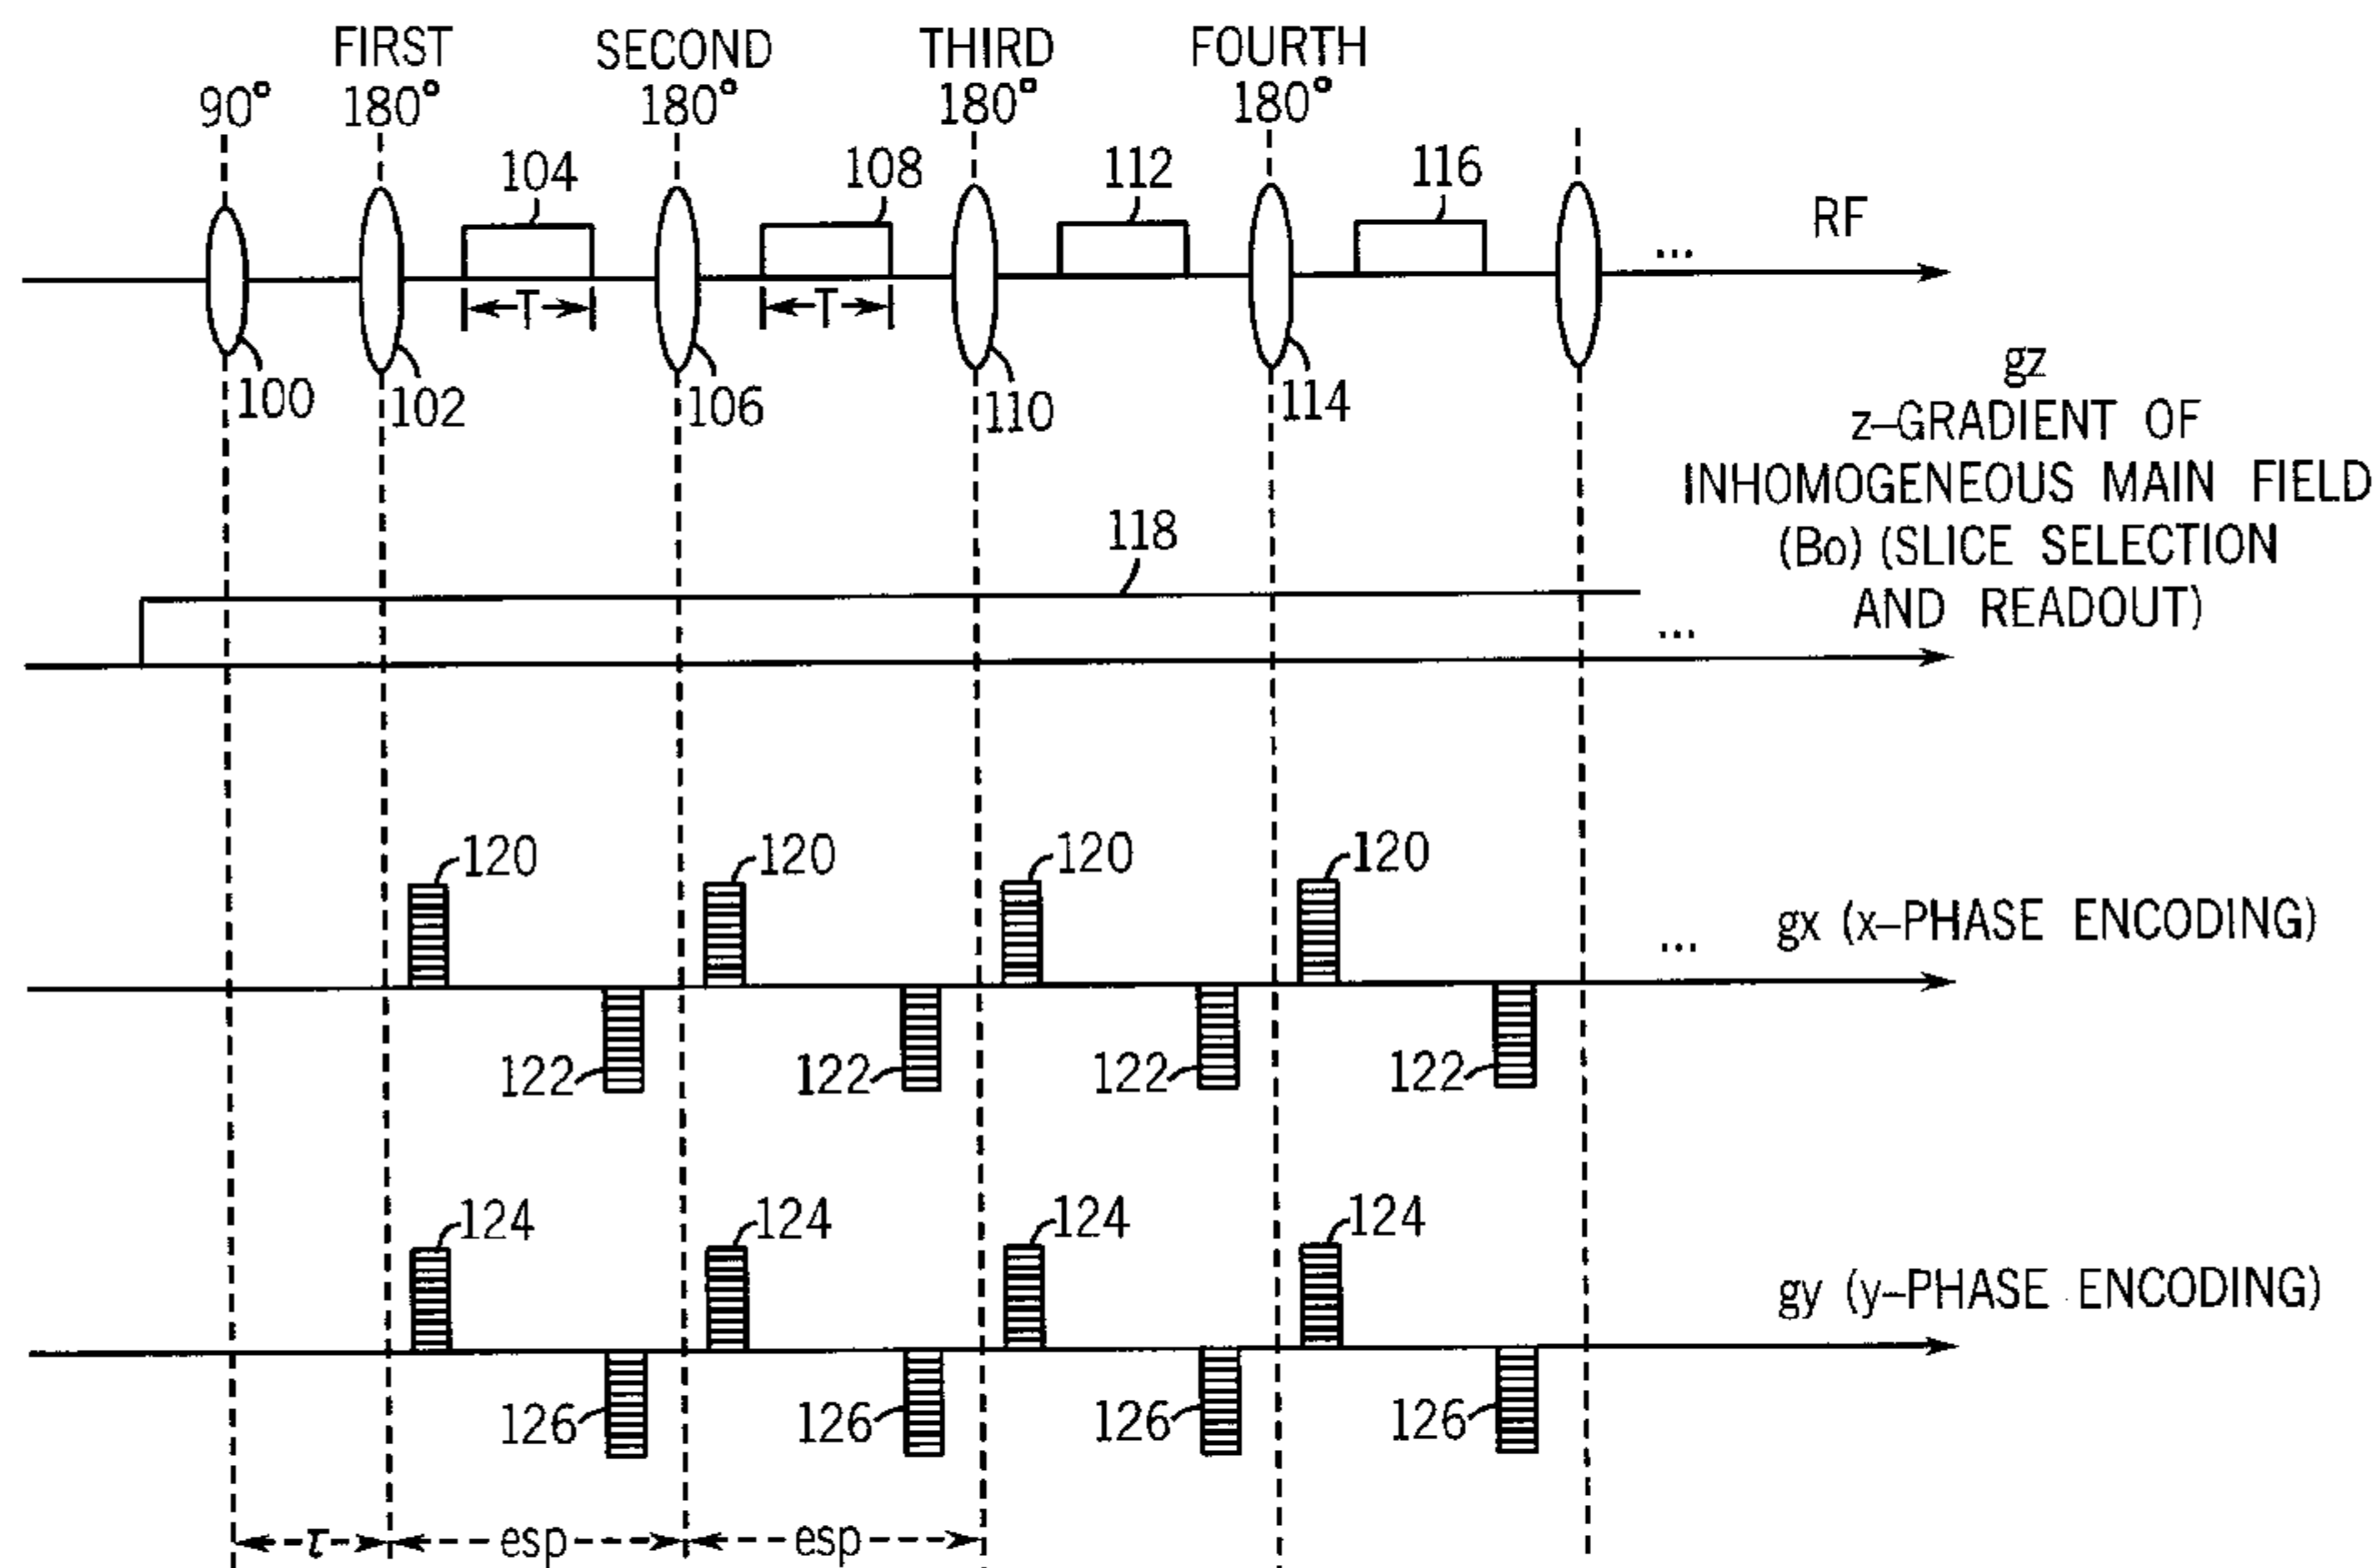 FIRST SECOND THIRD FOURTH
90° 180° 180° 180° 180°
104 108 112 116
RF
...
T T
100 102 106 110 114
gz
z–GRADIENT OF
INHOMOGENEOUS MAIN FIELD
(Bo) (SLICE SELECTION
AND READOUT)
118
...
120 120 120 120
gx (x–PHASE ENCODING)
...
122 122 122 122
124 124 124 124
gy (y–PHASE ENCODING)
126 126 126 126
τ esp esp